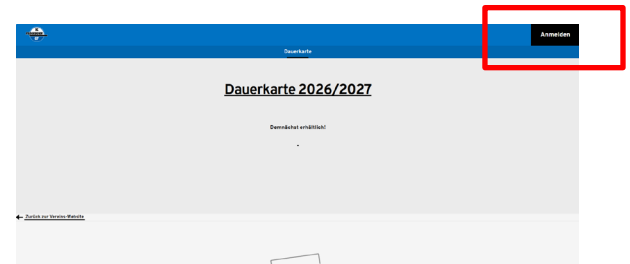 Anmelden
Dauerkarte
Dauerkarte 2026/2027
Demnächst erhältlich!
-
Zurück zur Vereins-Website